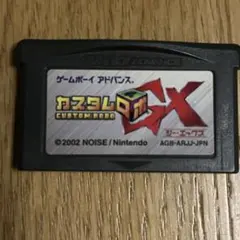 ゲームボーイ アドバンス.
カスタムロボ GX
CUSTOM ROBO
ジー・エックス
©2002 NOISE/Nintendo
AGB-ARJJ-JPN